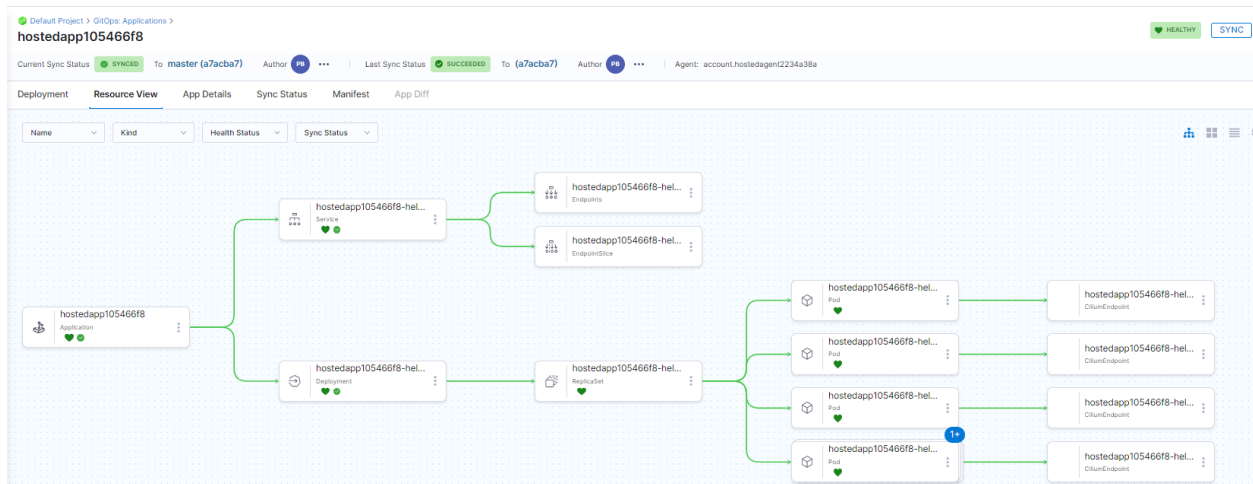 Default Project > GitOps: Applications >
hostedapp105466f8
HEALTHY
SYNC
Current Sync Status SYNCED To master (a7acba7) Author PB ••• Last Sync Status SUCCEEDED To (a7acba7) Author PB ••• Agent: account.hostedagent2234a38a
Deployment Resource View App Details Sync Status Manifest App Diff
Name Kind Health Status Sync Status
hostedapp105466f8
Application
hostedapp105466f8-hel...
Service
hostedapp105466f8-hel...
Endpoints
hostedapp105466f8-hel...
EndpointSlice
hostedapp105466f8-hel...
Deployment
hostedapp105466f8-hel...
ReplicaSet
hostedapp105466f8-hel...
Pod
hostedapp105466f8-hel...
CiliumEndpoint
hostedapp105466f8-hel...
Pod
hostedapp105466f8-hel...
CiliumEndpoint
hostedapp105466f8-hel...
Pod
hostedapp105466f8-hel...
CiliumEndpoint
1+
hostedapp105466f8-hel...
Pod
hostedapp105466f8-hel...
CiliumEndpoint